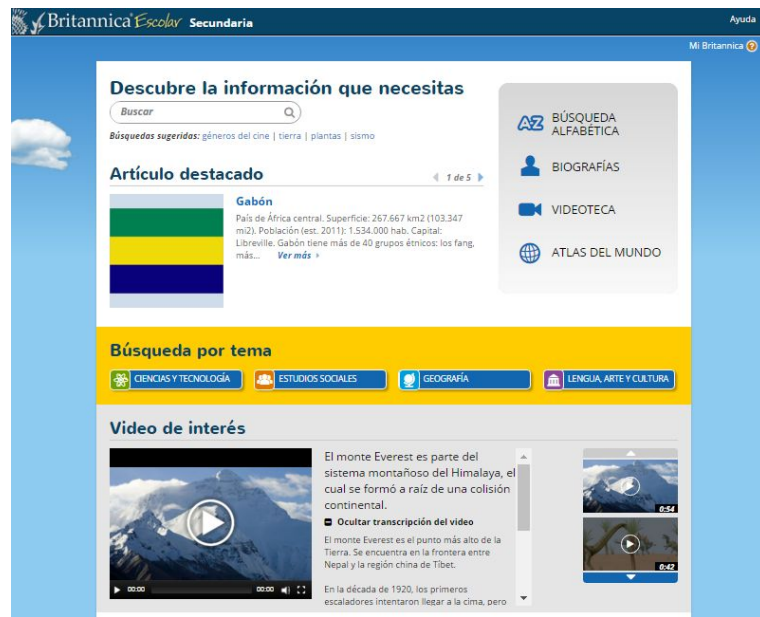 Britannica Escolar Secundaria
Ayuda
Mi Britannica ?
Descubre la información que necesitas
Buscar
Búsquedas sugeridas: géneros del cine | tierra | plantas | sismo
Artículo destacado
1 de 5
Gabón
País de África central. Superficie: 267.667 km2 (103.347
mi2). Población (est. 2011): 1.534.000 hab. Capital:
Libreville. Gabón tiene más de 40 grupos étnicos: los fang,
más... Ver más
AZ BÚSQUEDA
ALFABÉTICA
BIOGRAFÍAS
VIDEOTECA
ATLAS DEL MUNDO
Búsqueda por tema
CIENCIAS Y TECNOLOGÍA
ESTUDIOS SOCIALES
GEOGRAFÍA
LENGUA, ARTE Y CULTURA
Video de interés
El monte Everest es parte del
sistema montañoso del Himalaya, el
cual se formó a raíz de una colisión
continental.
Ocultar transcripción del video
El monte Everest es el punto más alto de la
Tierra. Se encuentra en la frontera entre
Nepal y la región china de Tíbet.
En la década de 1920, los primeros
escaladores intentaron llegar a la cima, pero
00:00
00:00
0:54
0:42